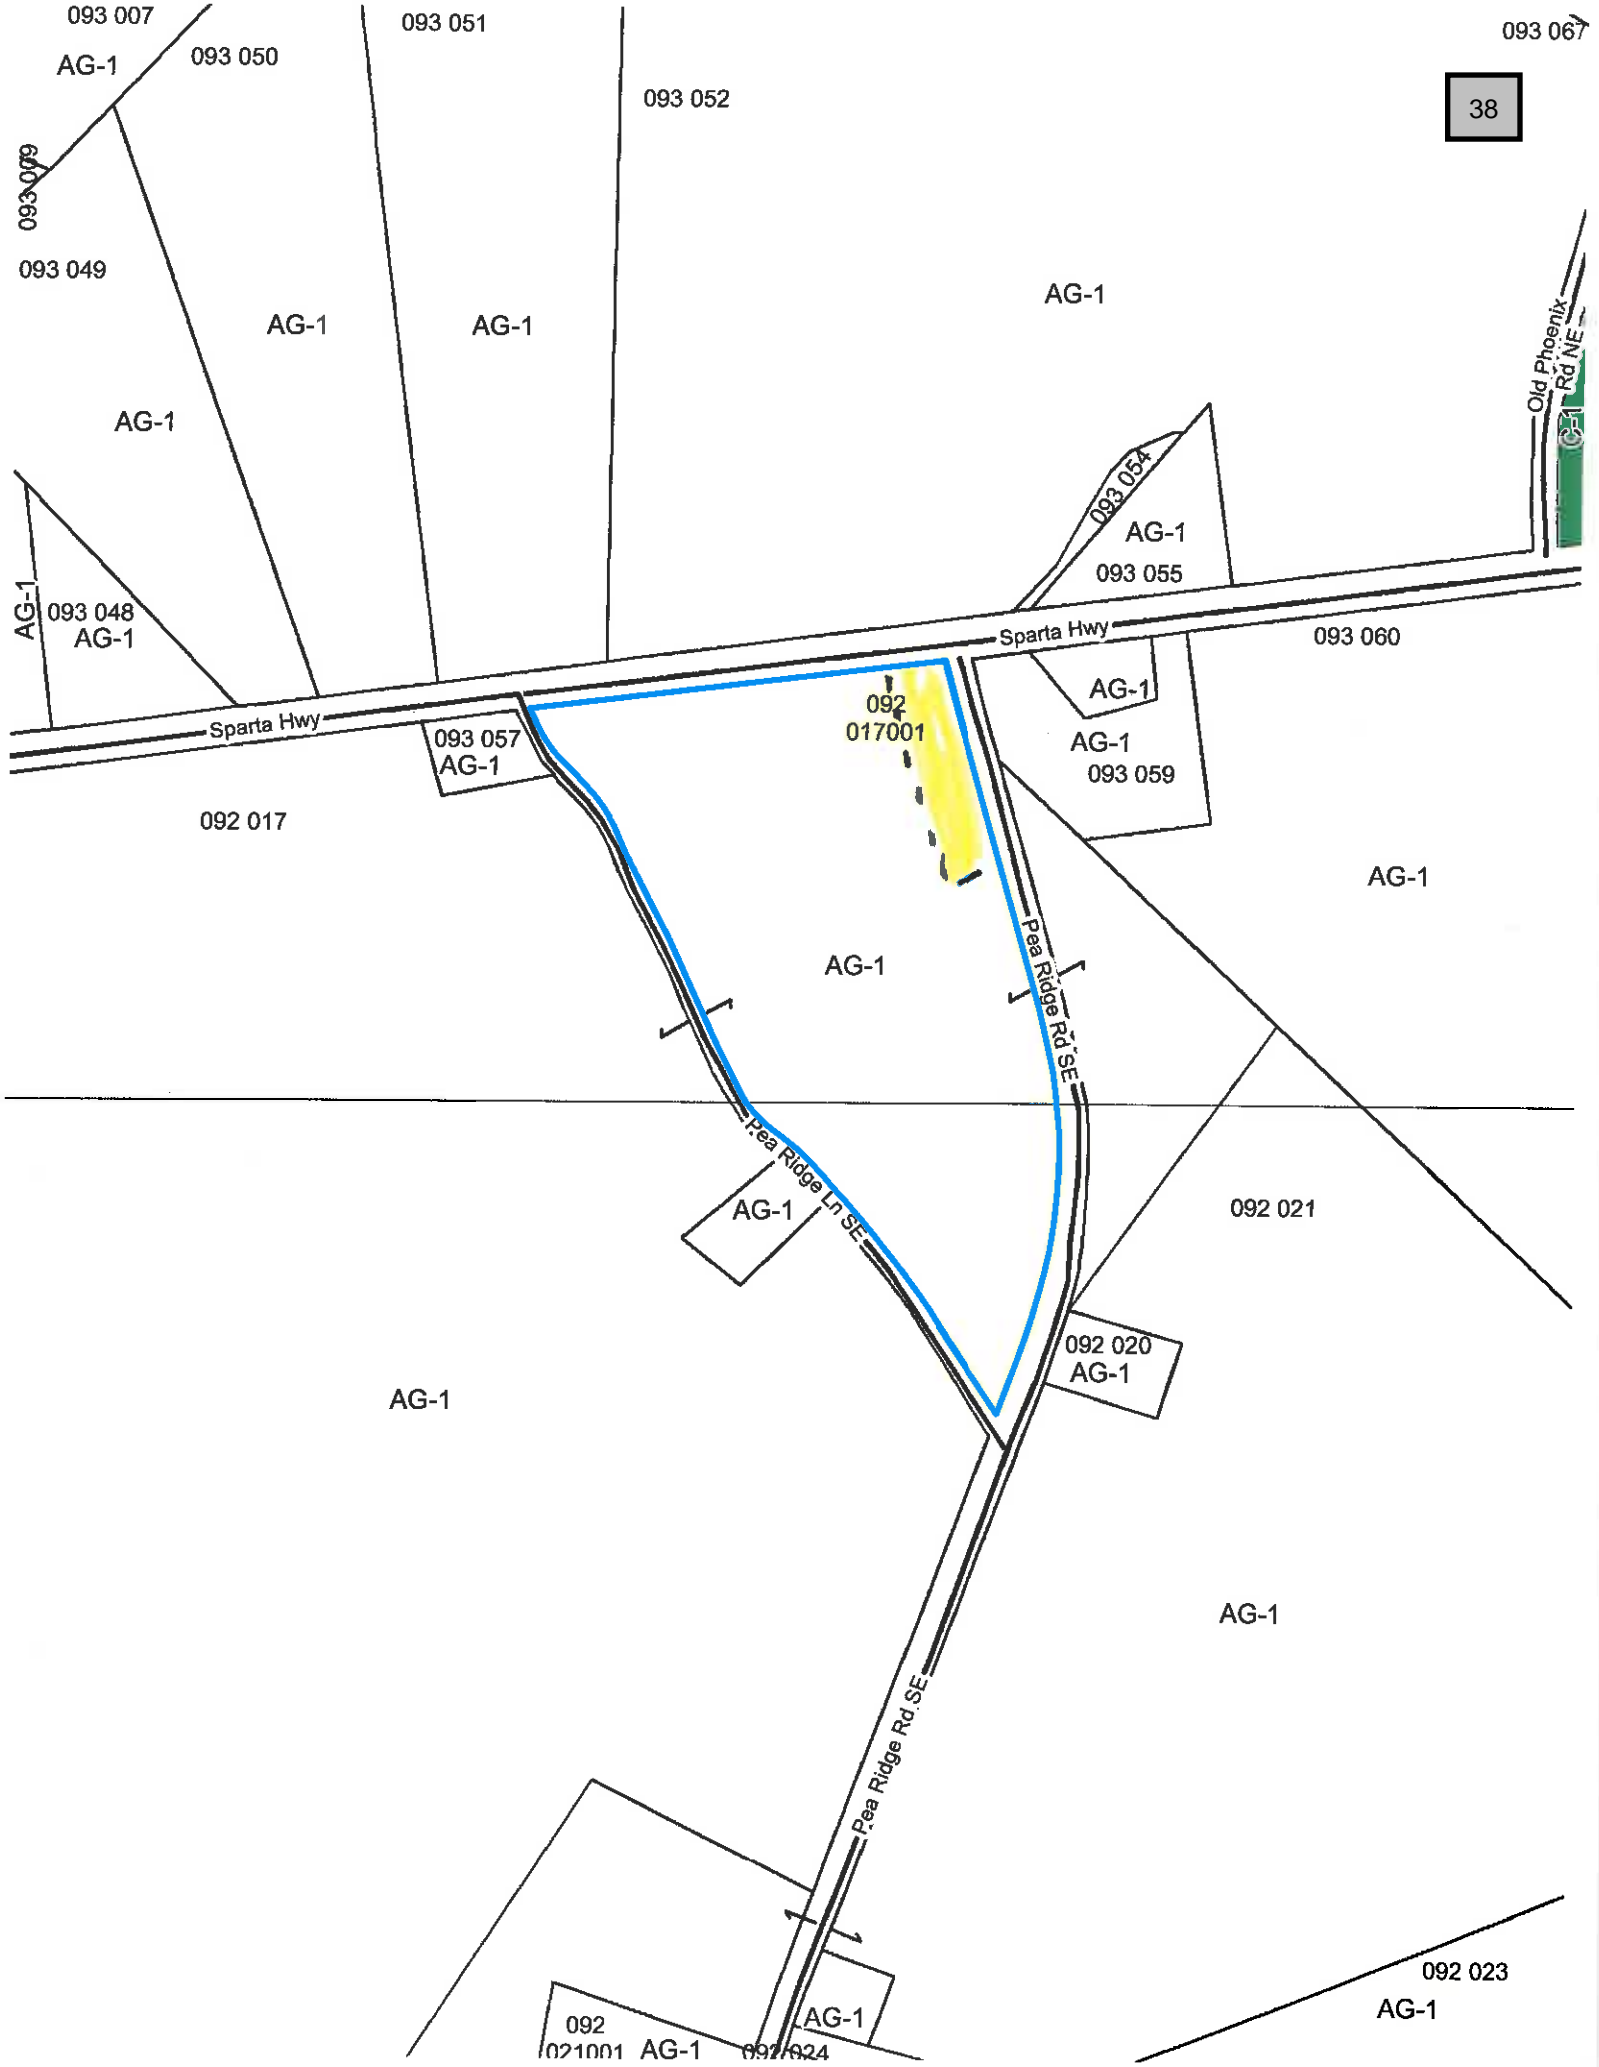 093 007
093 051
093 067
AG-1
093 050
093 052
38
093 009
093 049
AG-1
AG-1
AG-1
AG-1
Old Phoenix
Rd NE
C-1
093 054
AG-1
093 055
AG-1
093 048
AG-1
Sparta Hwy
093 060
Sparta Hwy
093 057
AG-1
092
017001
AG-1
AG-1
093 059
092 017
AG-1
AG-1
Pea Ridge Rd SE
Pea Ridge Ln SE
AG-1
092 021
092 020
AG-1
AG-1
AG-1
Pea Ridge Rd SE
092 023
AG-1
092
021001
AG-1
AG-1
092 024